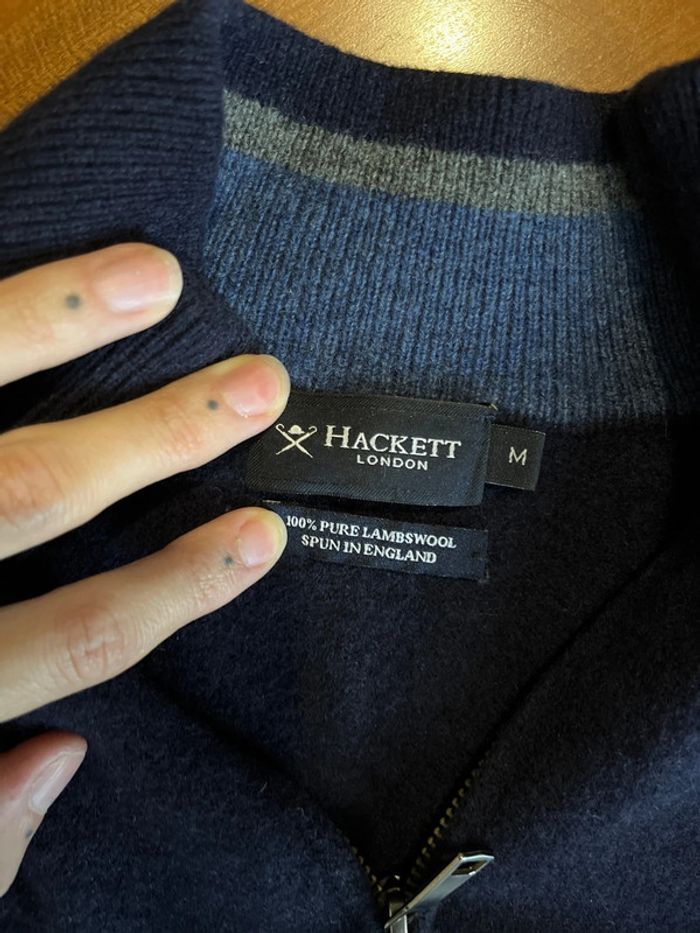 HACKETT
LONDON
M
100% PURE LAMBSWOOL
SPUN IN ENGLAND